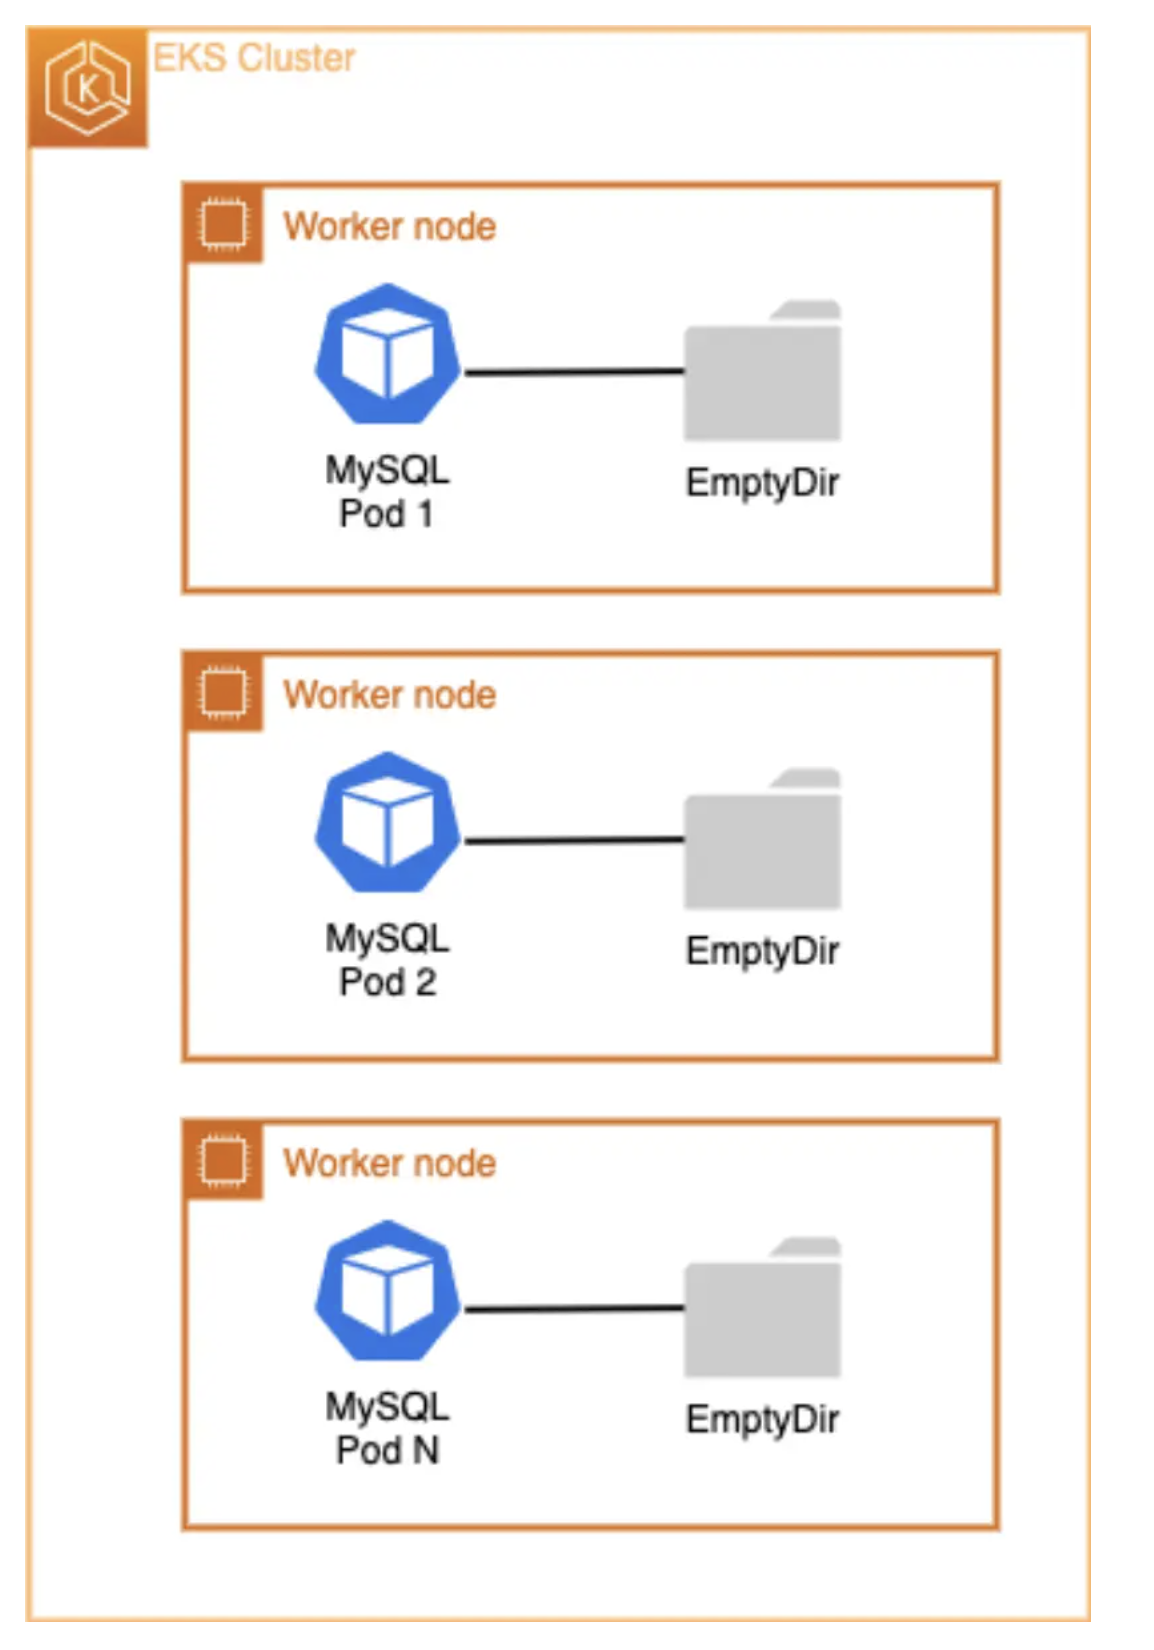 EKS Cluster
K
Worker node
MySQL
Pod 1
EmptyDir
Worker node
MySQL
Pod 2
EmptyDir
Worker node
MySQL
Pod N
EmptyDir